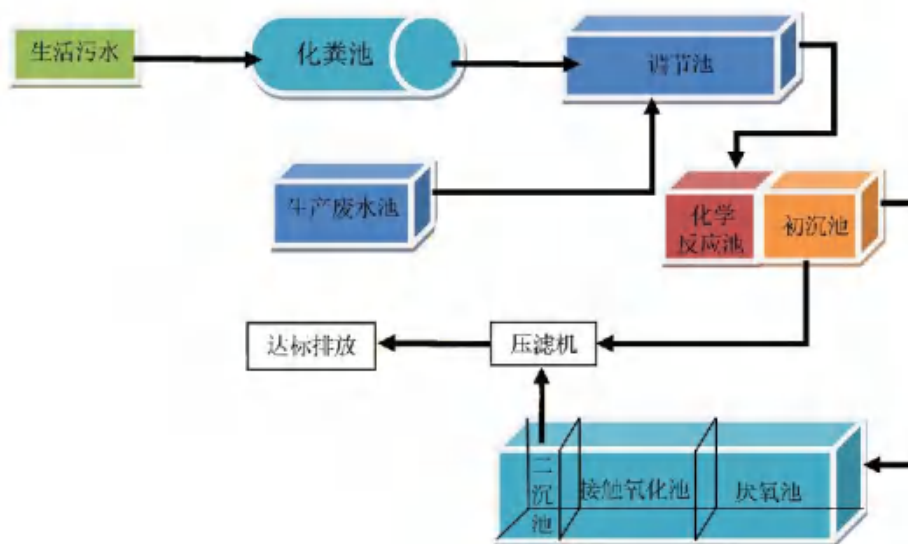 生活污水
化粪池
调节池
生产废水池
化学
反应池
初沉池
达标排放
压滤机
二
沉
池
接触氧化池
厌氧池